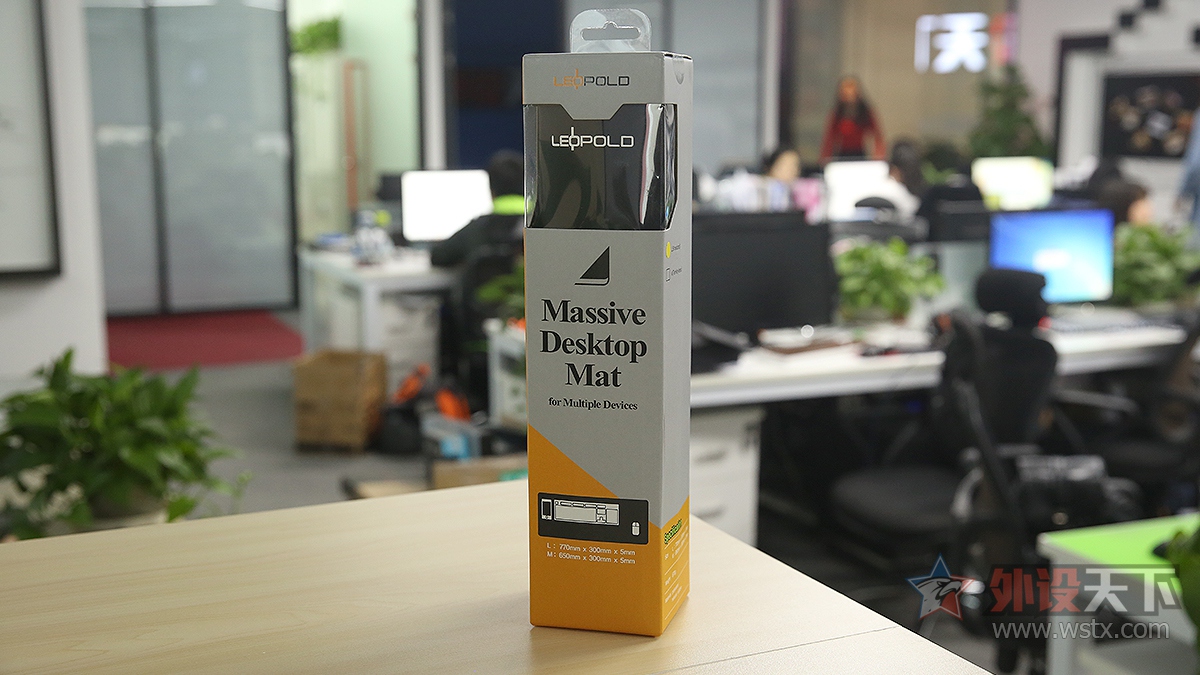 LEOPOLD
LEOPOLD
Massive
Desktop
Mat
for Multiple Devices
L : 770mm x 300mm x 5mm
M : 650mm x 300mm x 5mm
天
外设天下
www.wstx.com